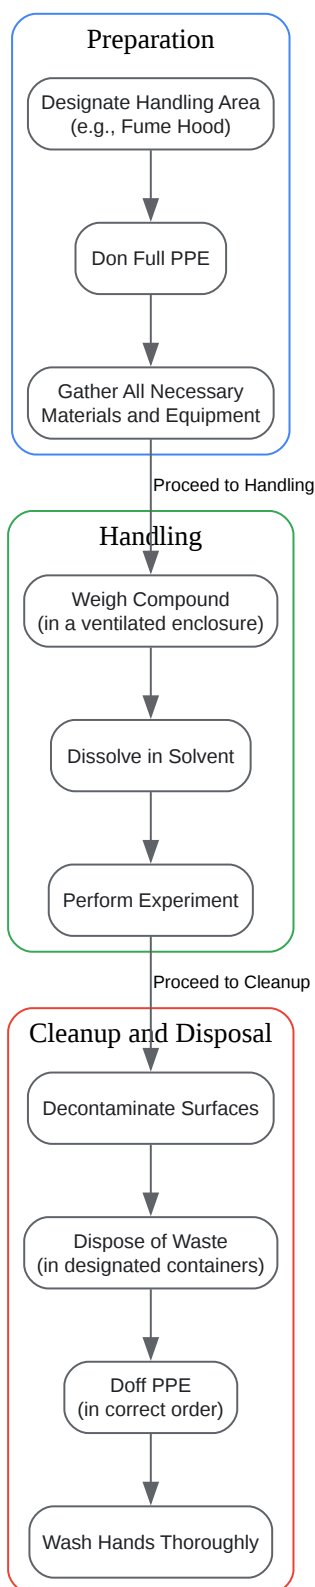 Preparation
Designate Handling Area
(e.g., Fume Hood)
Don Full PPE
Gather All Necessary
Materials and Equipment
Proceed to Handling
Handling
Weigh Compound
(in a ventilated enclosure)
Dissolve in Solvent
Perform Experiment
Proceed to Cleanup
Cleanup and Disposal
Decontaminate Surfaces
Dispose of Waste
(in designated containers)
Doff PPE
(in correct order)
Wash Hands Thoroughly